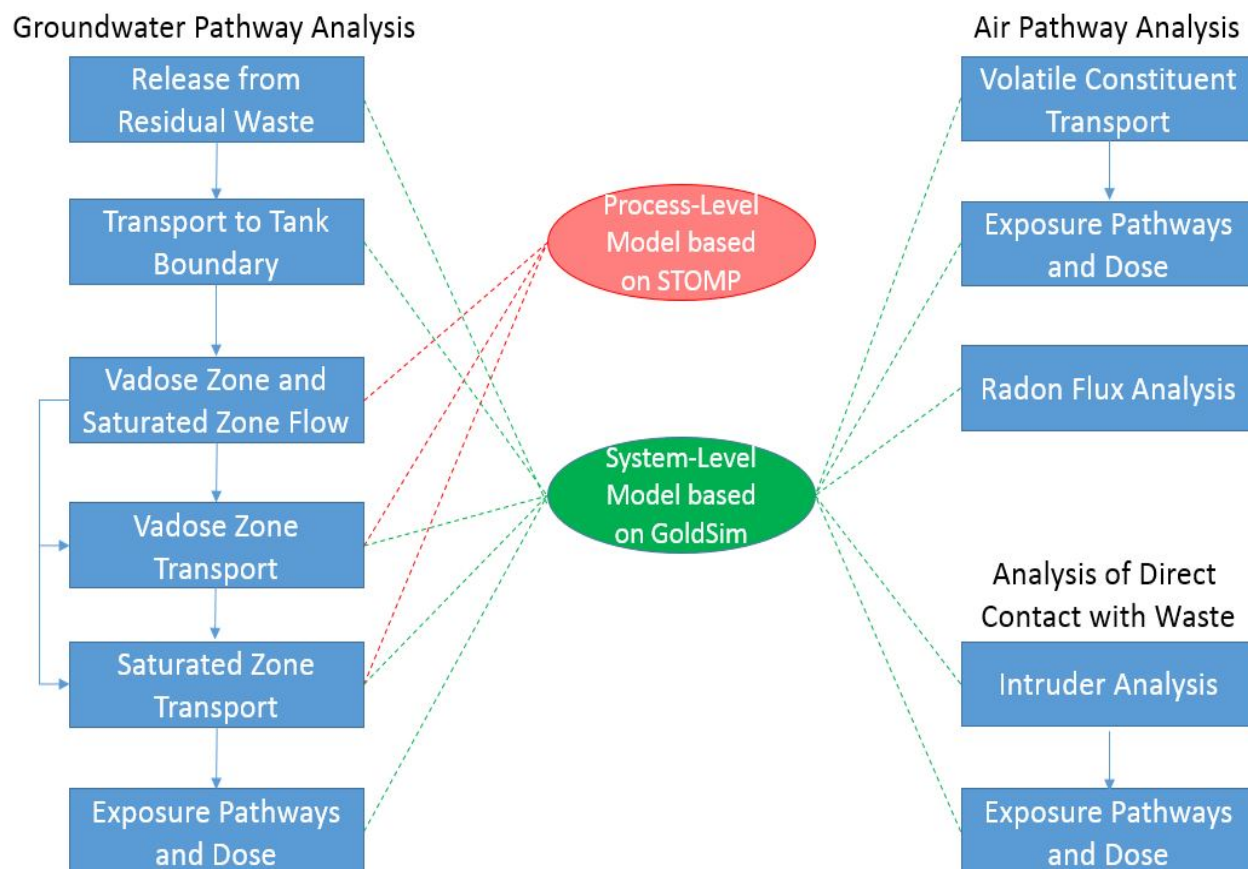 Groundwater Pathway Analysis
Release from
Residual Waste
Transport to Tank
Boundary
Vadose Zone and
Saturated Zone Flow
Vadose Zone
Transport
Saturated Zone
Transport
Exposure Pathways
and Dose
Process-Level
Model based
on STOMP
System-Level
Model based
on GoldSim
Air Pathway Analysis
Volatile Constituent
Transport
Exposure Pathways
and Dose
Radon Flux Analysis
Analysis of Direct
Contact with Waste
Intruder Analysis
Exposure Pathways
and Dose